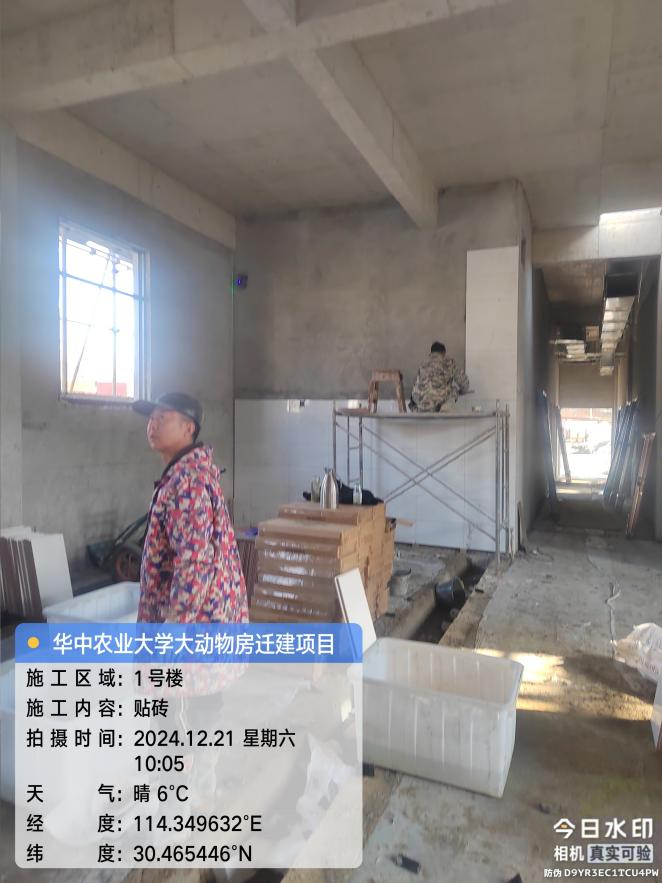 华中农业大学大动物房迁建项目
施工区域：1号楼
施工内容：贴砖
拍摄时间：2024.12.21 星期六
10:05
天气：晴 6℃
经度：114.349632°E
纬度：30.465446°N
今日水印
相机 真实可验
防伪 D9YR3EC1TCU4PW